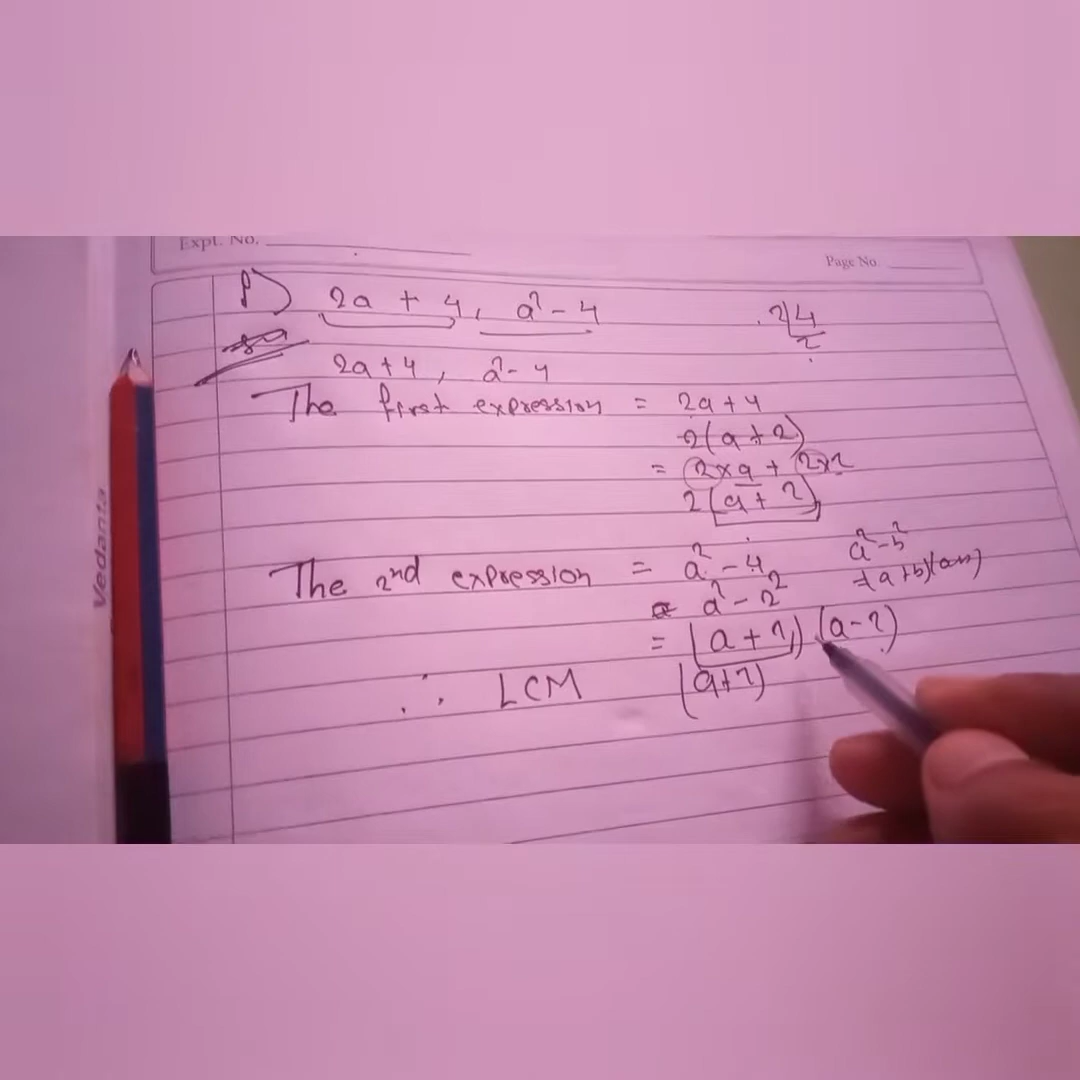 Expt. No.
Page No.
P) 2a + 4, a² - 4
2|4
2
2a + 4, a² - 4
The first expression = 2a + 4
2(a + 2)
= 2×a + 2×2
2(a + 2)
The 2nd expression = a² - 4
a² - b²
= a² - 2²
= (a + 2) (a - 2)
∴ LCM (a+2)
Vedanta